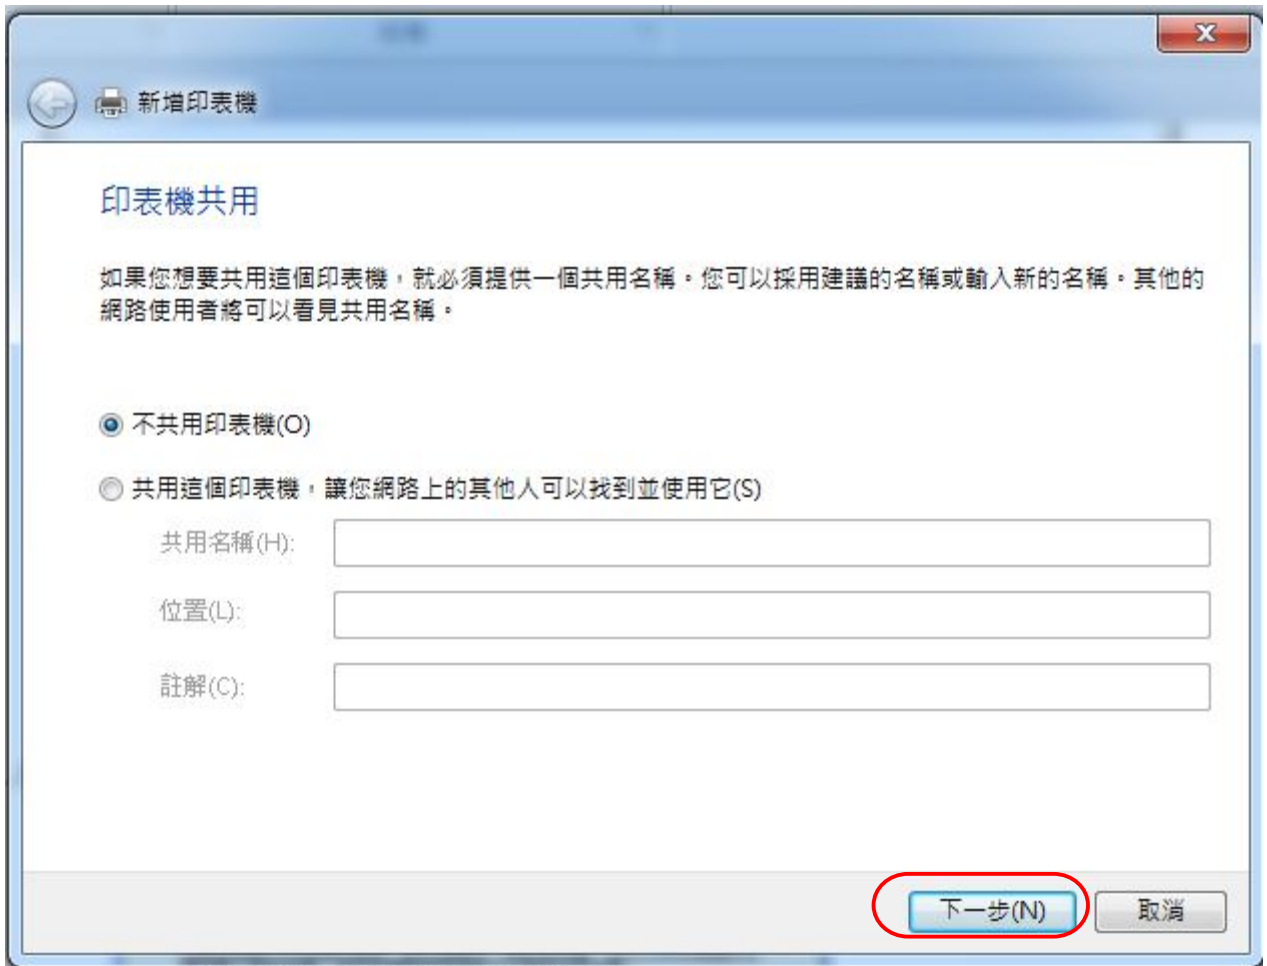 新增印表機
印表機共用
如果您想要共用這個印表機，就必須提供一個共用名稱。您可以採用建議的名稱或輸入新的名稱。其他的
網路使用者將可以看見共用名稱。
不共用印表機(O)
共用這個印表機，讓您網路上的其他人可以找到並使用它(S)
共用名稱(H):
位置(L):
註解(C):
下一步(N)
取消